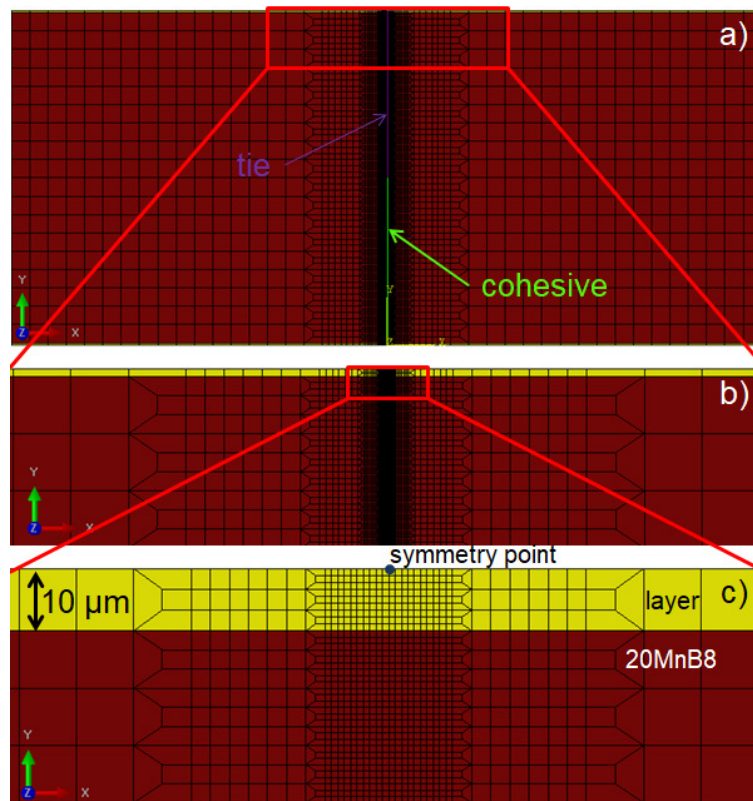 a)
tie
cohesive
Y
Z
X
Y
X
b)
Y
Z
X
symmetry point
10 µm
layer
c)
20MnB8
Y
Z
X